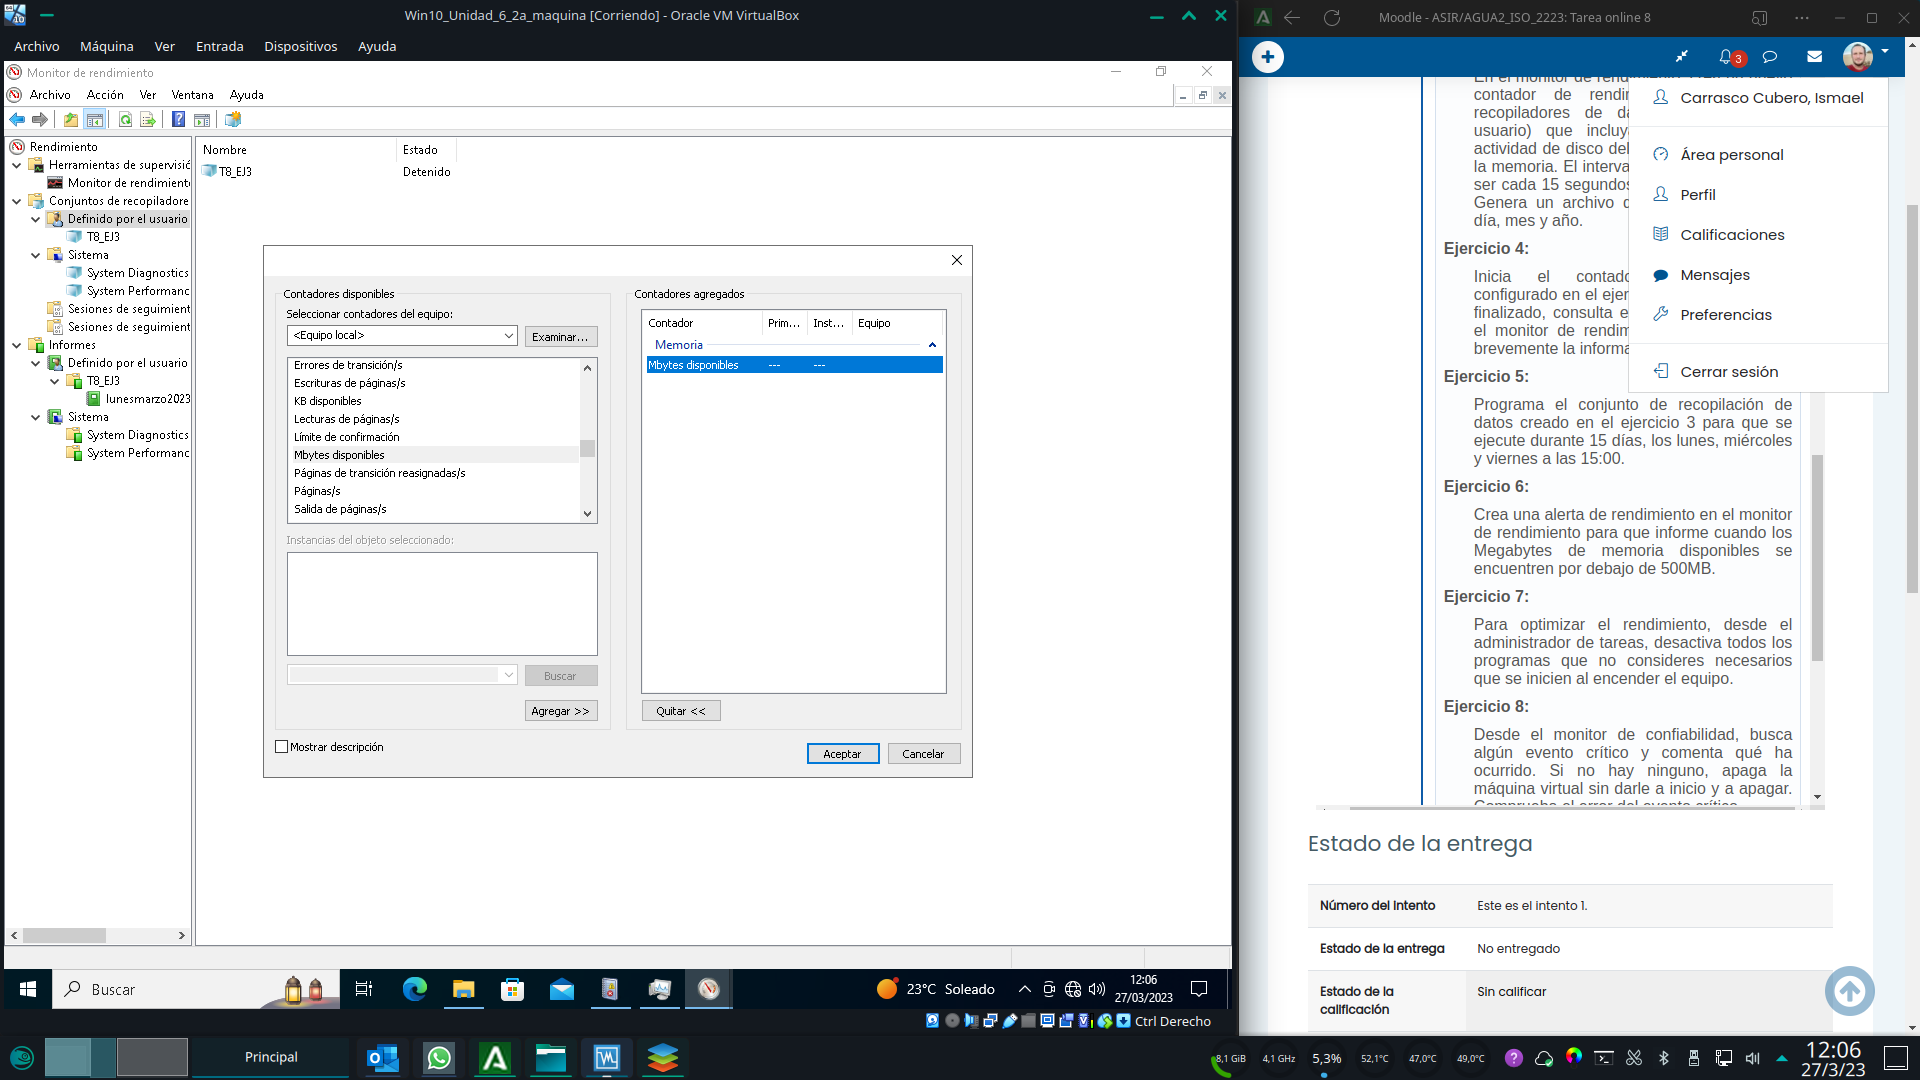 Win10_Unidad_6_2a_maquina [Corriendo] - Oracle VM VirtualBox
Archivo Máquina Ver Entrada Dispositivos Ayuda
Monitor de rendimiento
Archivo Acción Ver Ventana Ayuda
Rendimiento
Herramientas de supervisió
Monitor de rendimient
Conjuntos de recopiladore
Definido por el usuario
T8_EJ3
Sistema
System Diagnostics
System Performanc
Sesiones de seguimient
Sesiones de seguimient
Informes
Definido por el usuario
T8_EJ3
lunesmarzo2023
Sistema
System Diagnostics
System Performanc
Nombre Estado
T8_EJ3 Detenido
Contadores disponibles
Seleccionar contadores del equipo:
<Equipo local>
Examinar...
Errores de transición/s
Escrituras de páginas/s
KB disponibles
Lecturas de páginas/s
Límite de confirmación
Mbytes disponibles
Páginas de transición reasignadas/s
Páginas/s
Salida de páginas/s
Instancias del objeto seleccionado:
Buscar
Agregar >>
Mostrar descripción
Contadores agregados
Contador Prim... Inst... Equipo
Memoria
Mbytes disponibles --- ---
Quitar <<
Aceptar Cancelar
Buscar
23°C Soleado
12:06
27/03/2023
Ctrl Derecho
Moodle - ASIR/AGUA2_ISO_2223: Tarea online 8
3
contador de rendir
recopiladores de da
usuario) que incluya
actividad de disco del
la memoria. El interva
ser cada 15 segundos
Genera un archivo d
día, mes y año.
Ejercicio 4:
Inicia el contado
configurado en el ejer
finalizado, consulta e
el monitor de rendim
brevemente la informa
Carrasco Cubero, Ismael
Área personal
Perfil
Calificaciones
Mensajes
Preferencias
Cerrar sesión
Ejercicio 5:
Programa el conjunto de recopilación de
datos creado en el ejercicio 3 para que se
ejecute durante 15 días, los lunes, miércoles
y viernes a las 15:00.
Ejercicio 6:
Crea una alerta de rendimiento en el monitor
de rendimiento para que informe cuando los
Megabytes de memoria disponibles se
encuentren por debajo de 500MB.
Ejercicio 7:
Para optimizar el rendimiento, desde el
administrador de tareas, desactiva todos los
programas que no consideres necesarios
que se inicien al encender el equipo.
Ejercicio 8:
Desde el monitor de confiabilidad, busca
algún evento crítico y comenta qué ha
ocurrido. Si no hay ninguno, apaga la
máquina virtual sin darle a inicio y a apagar.
Estado de la entrega
Número del intento Este es el intento 1.
Estado de la entrega No entregado
Estado de la
calificación
Sin calificar
Principal
8,1 GiB 4,1 GHz 5,3% 52,1°C 47,0°C 49,0°C
12:06
27/3/23